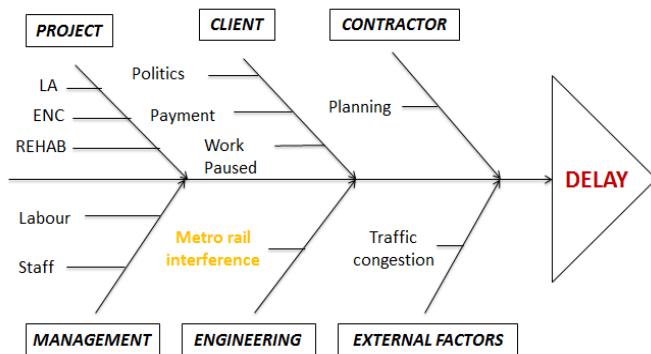 PROJECT
CLIENT
CONTRACTOR
LA
ENC
REHAB
Politics
Payment
Work
Paused
Planning
DELAY
Labour
Staff
Metro rail
interference
Traffic
congestion
MANAGEMENT
ENGINEERING
EXTERNAL FACTORS